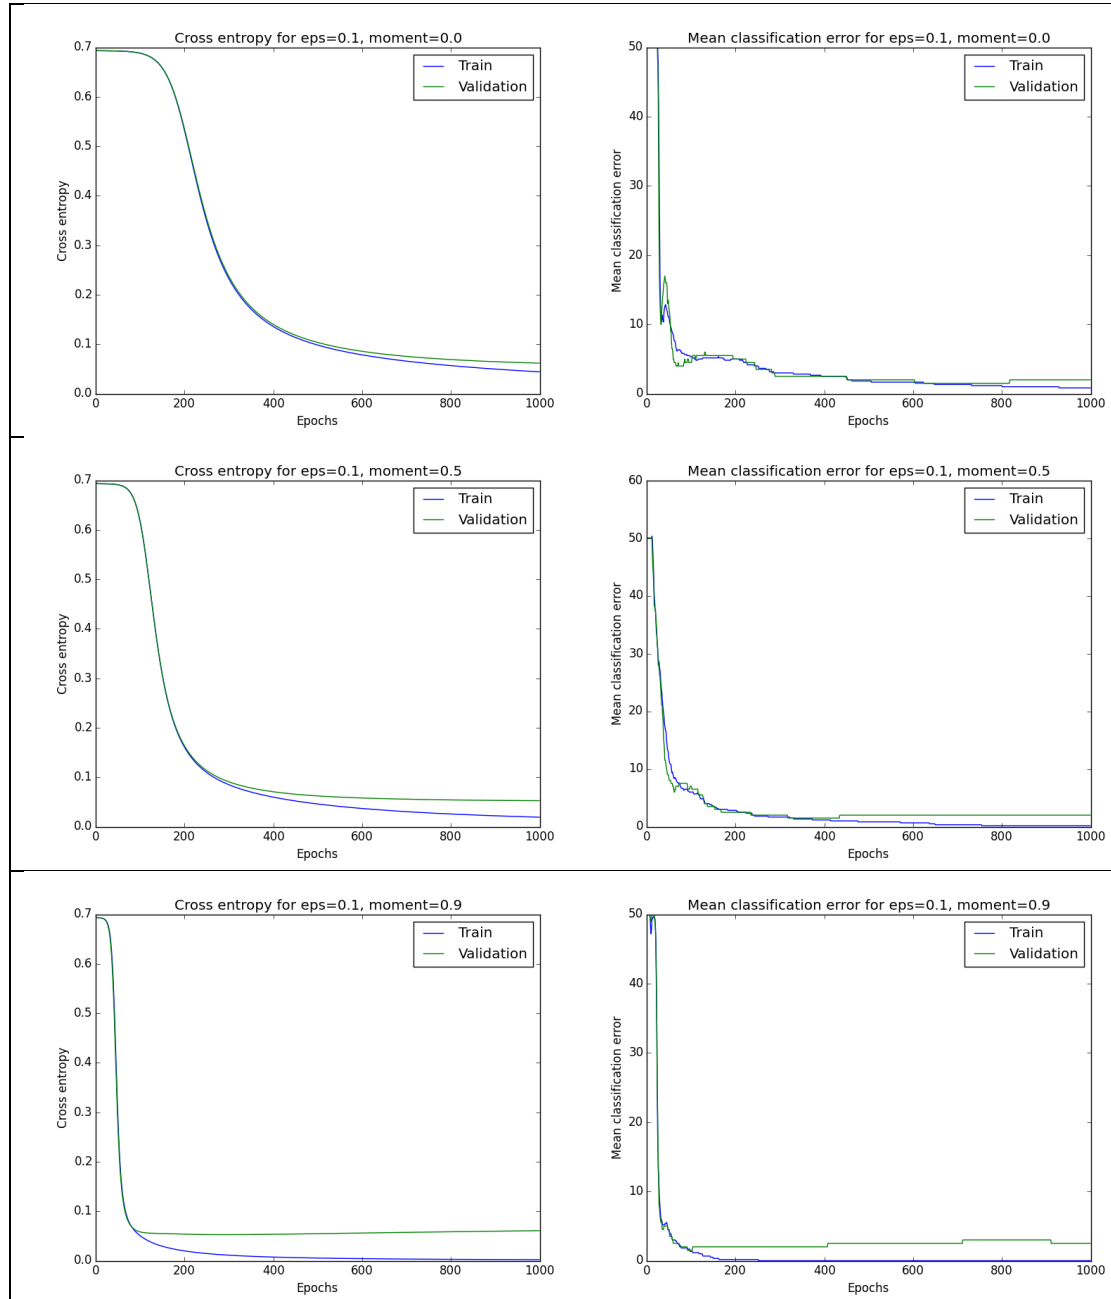 Cross entropy for eps=0.1, moment=0.0
0.7
0.6
0.5
0.4
0.3
0.2
0.1
0.0
Cross entropy
Train
Validation
0 200 400 600 800 1000
Epochs
Mean classification error for eps=0.1, moment=0.0
50
40
30
20
10
0
Mean classification error
Train
Validation
0 200 400 600 800 1000
Epochs
Cross entropy for eps=0.1, moment=0.5
0.7
0.6
0.5
0.4
0.3
0.2
0.1
0.0
Cross entropy
Train
Validation
0 200 400 600 800 1000
Epochs
Mean classification error for eps=0.1, moment=0.5
60
50
40
30
20
10
0
Mean classification error
Train
Validation
0 200 400 600 800 1000
Epochs
Cross entropy for eps=0.1, moment=0.9
0.7
0.6
0.5
0.4
0.3
0.2
0.1
0.0
Cross entropy
Train
Validation
0 200 400 600 800 1000
Epochs
Mean classification error for eps=0.1, moment=0.9
50
40
30
20
10
0
Mean classification error
Train
Validation
0 200 400 600 800 1000
Epochs